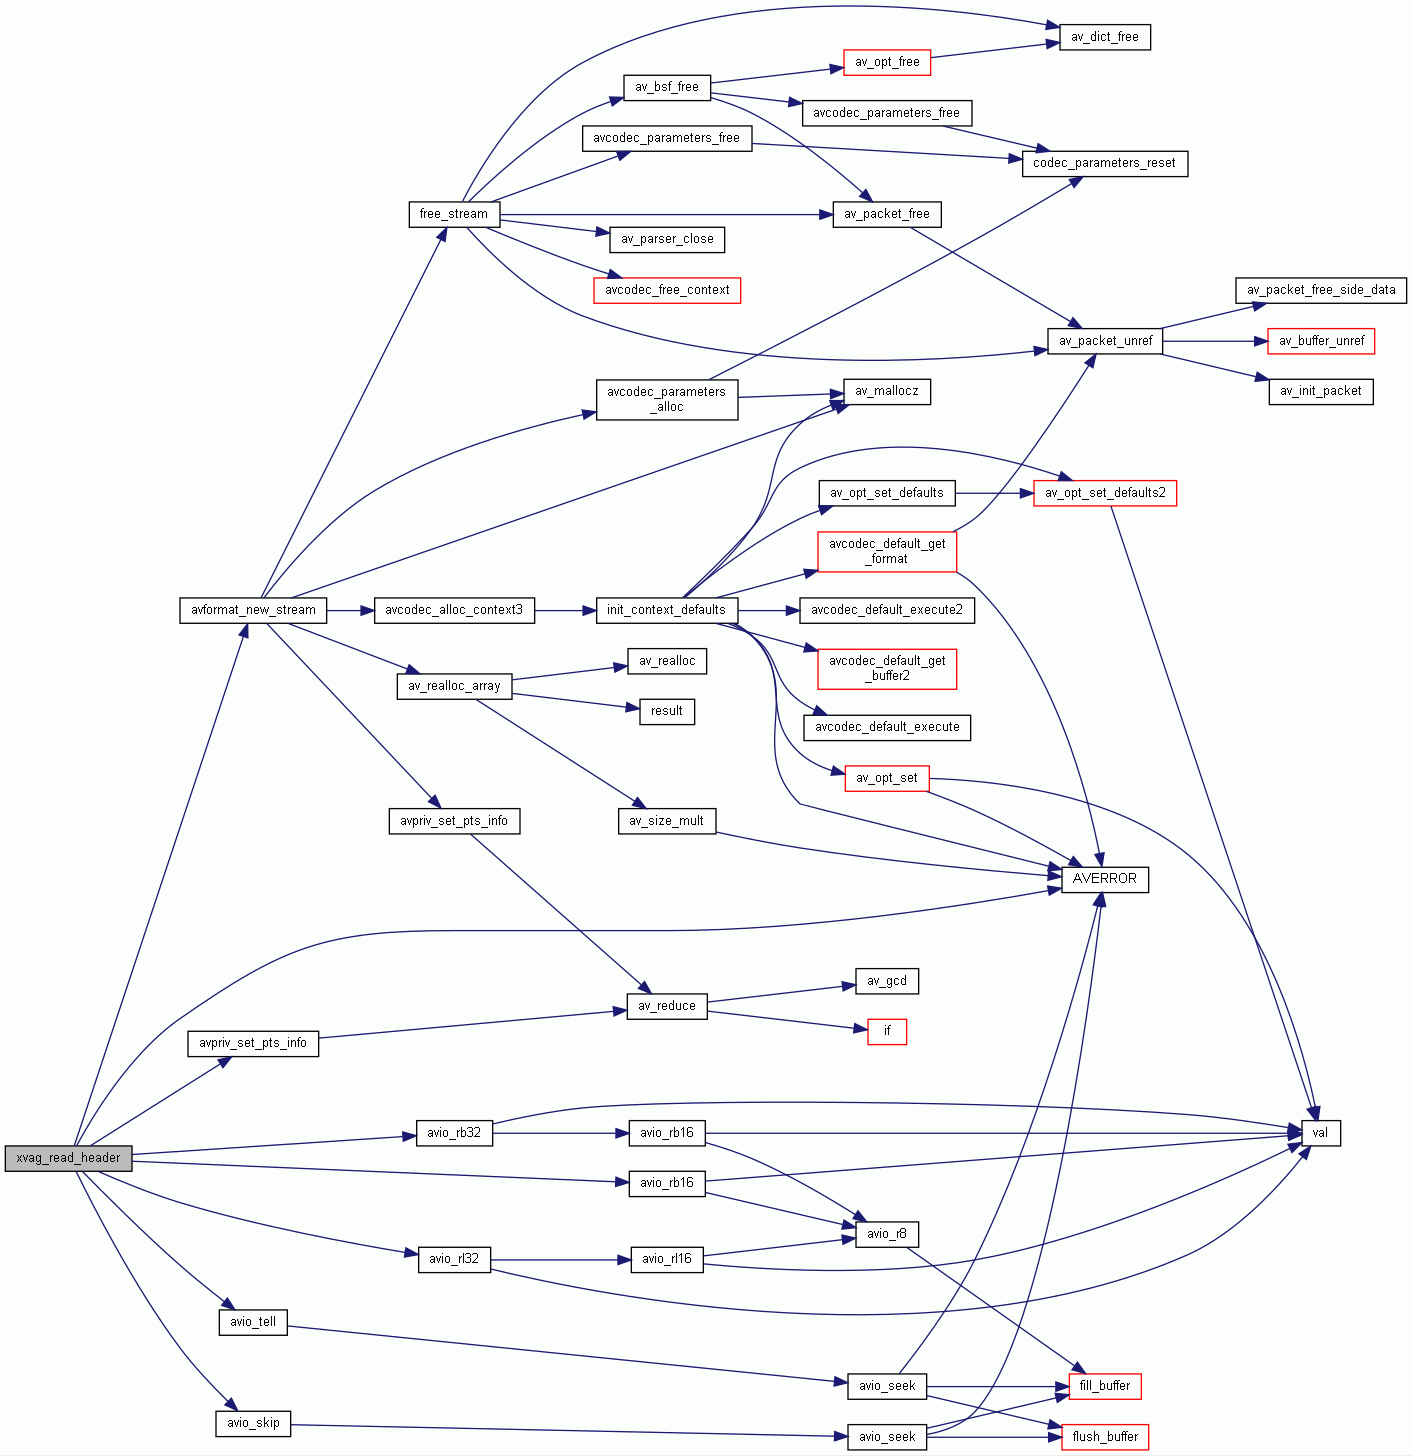 av_dict_free
av_opt_free
av_bsf_free
avcodec_parameters_free
avcodec_parameters_free
codec_parameters_reset
free_stream
av_packet_free
av_parser_close
avcodec_free_context
av_packet_free_side_data
av_packet_unref
av_buffer_unref
av_init_packet
avcodec_parameters
_alloc
av_mallocz
av_opt_set_defaults
av_opt_set_defaults2
avcodec_default_get
_format
avformat_new_stream
avcodec_alloc_context3
init_context_defaults
avcodec_default_execute2
av_realloc
avcodec_default_get
_buffer2
av_realloc_array
result
avcodec_default_execute
av_opt_set
avpriv_set_pts_info
av_size_mult
AVERROR
av_gcd
av_reduce
if
avpriv_set_pts_info
avio_rb32
avio_rb16
val
xvag_read_header
avio_rb16
avio_r8
avio_rl32
avio_rl16
avio_tell
avio_seek
fill_buffer
avio_skip
avio_seek
flush_buffer